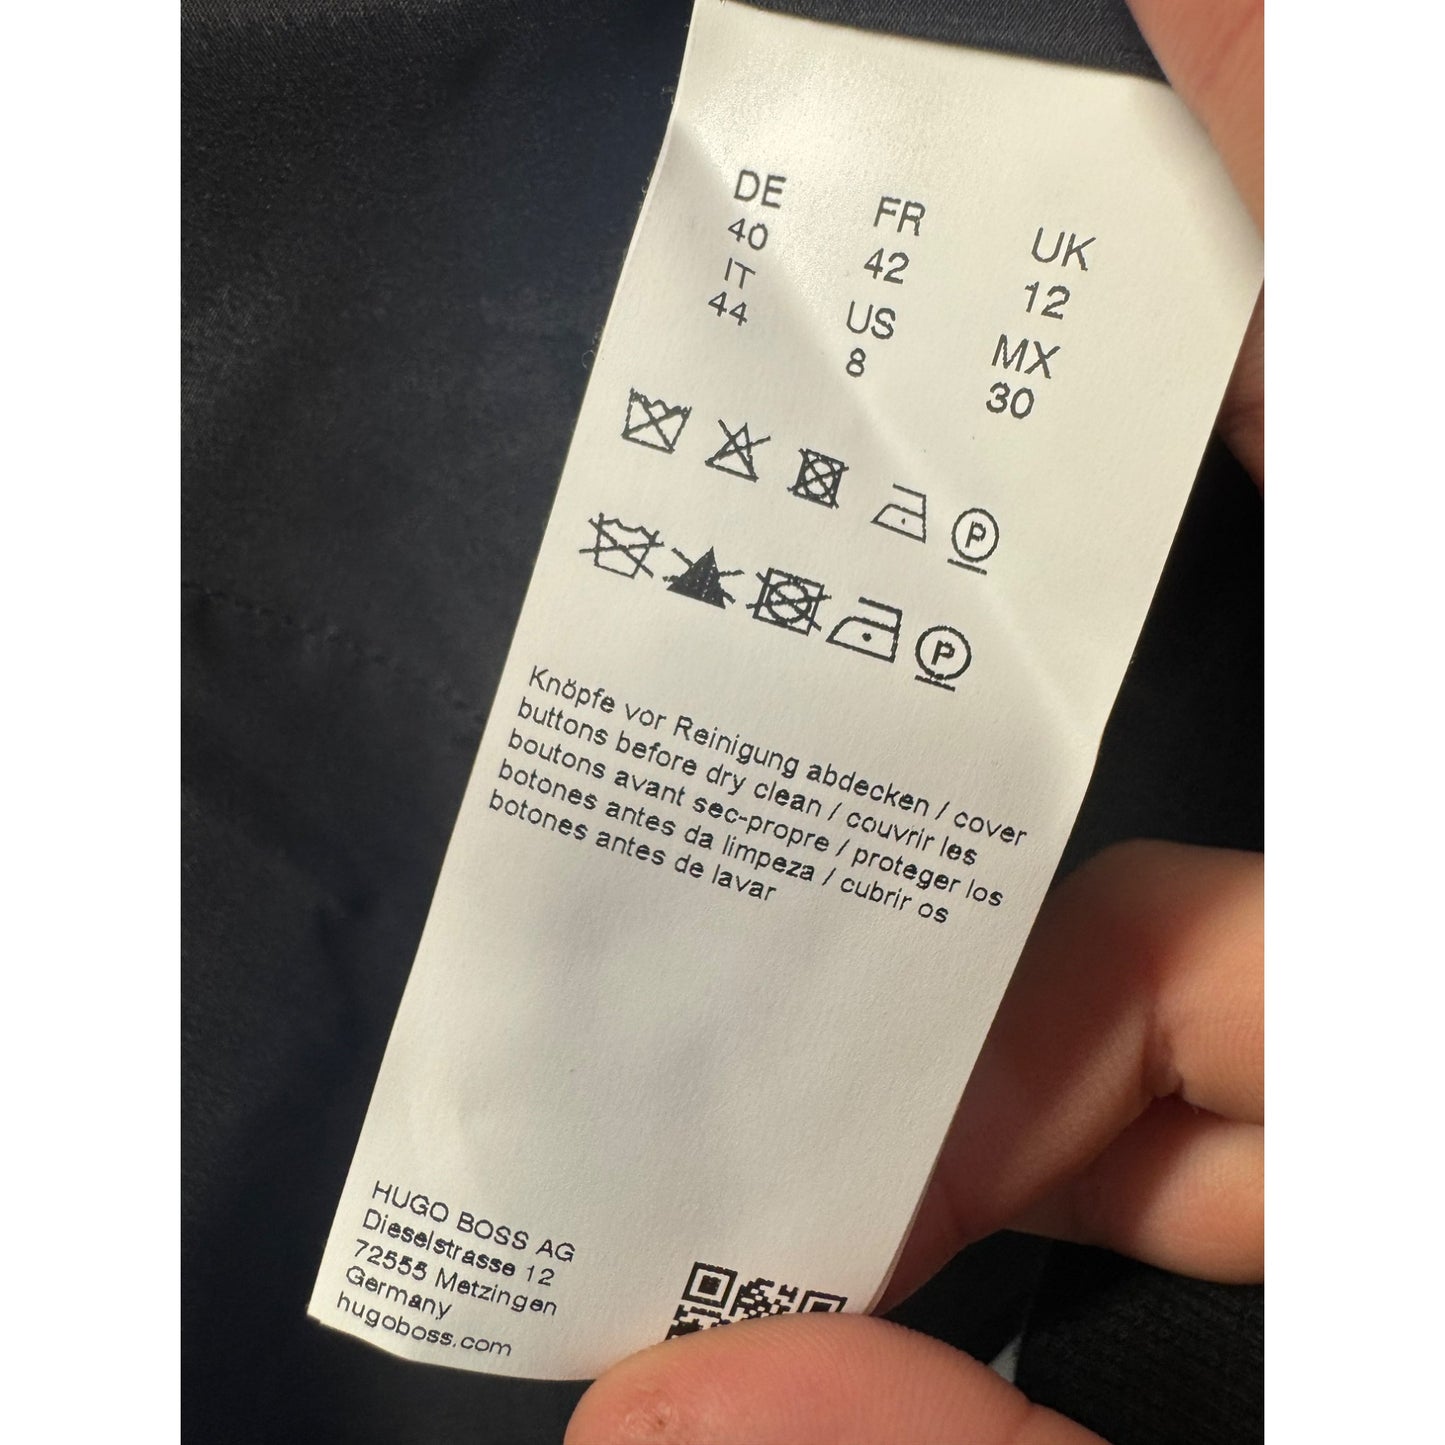 DE FR UK
40 42 12
IT US MX
44 8 30
P
P
Knöpfe vor Reinigung abdecken / cover
buttons before dry clean / couvrir les
boutons avant sec-propre / proteger los
botones antes da limpeza / cubrir os
botones antes de lavar
HUGO BOSS AG
Dieselstrasse 12
72555 Metzingen
Germany
hugoboss.com